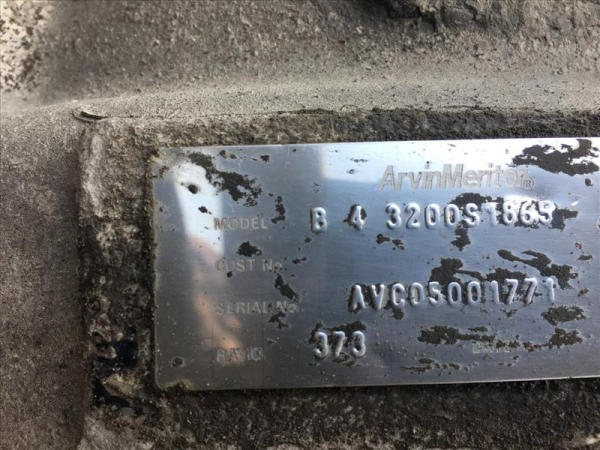 ArvinMeritor®
MODEL B 4 3200S1865
CUST No.
SERIAL No. AVC05001771
RATIO 373